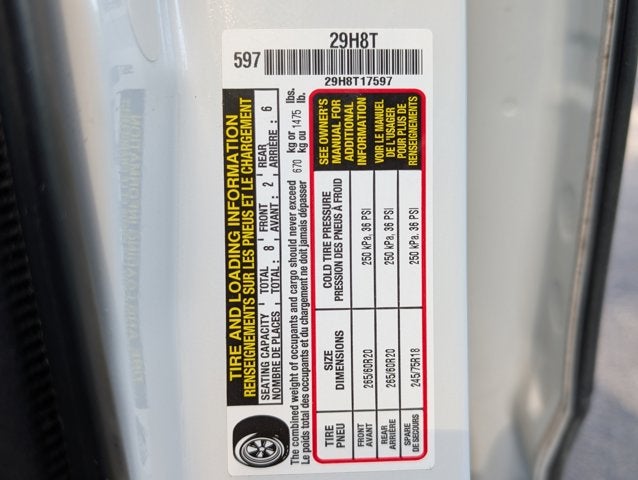 29H8T
597
29H8T17597
TIRE AND LOADING INFORMATION
RENSEIGNEMENTS SUR LES PNEUS ET LE CHARGEMENT
SEATING CAPACITY TOTAL FRONT REAR
NOMBRE DE PLACES TOTAL : 8 AVANT : 2 ARRIÈRE : 6
The combined weight of occupants and cargo should never exceed 670 kg or 1475 lbs.
Le poids total des occupants et du chargement ne doit jamais dépasser kg ou lb.
TIRE SIZE COLD TIRE PRESSURE SEE OWNER'S
PNEU DIMENSIONS PRESSION DES PNEUS À FROID MANUAL FOR
ADDITIONAL
INFORMATION
FRONT 265/60R20 250 kPa, 36 PSI
AVANT
REAR 265/60R20 250 kPa, 36 PSI
ARRIÈRE
SPARE 245/75R18 250 kPa, 36 PSI
DE SECOURS
VOIR LE MANUEL
DE L'USAGER
POUR PLUS DE
RENSEIGNEMENTS